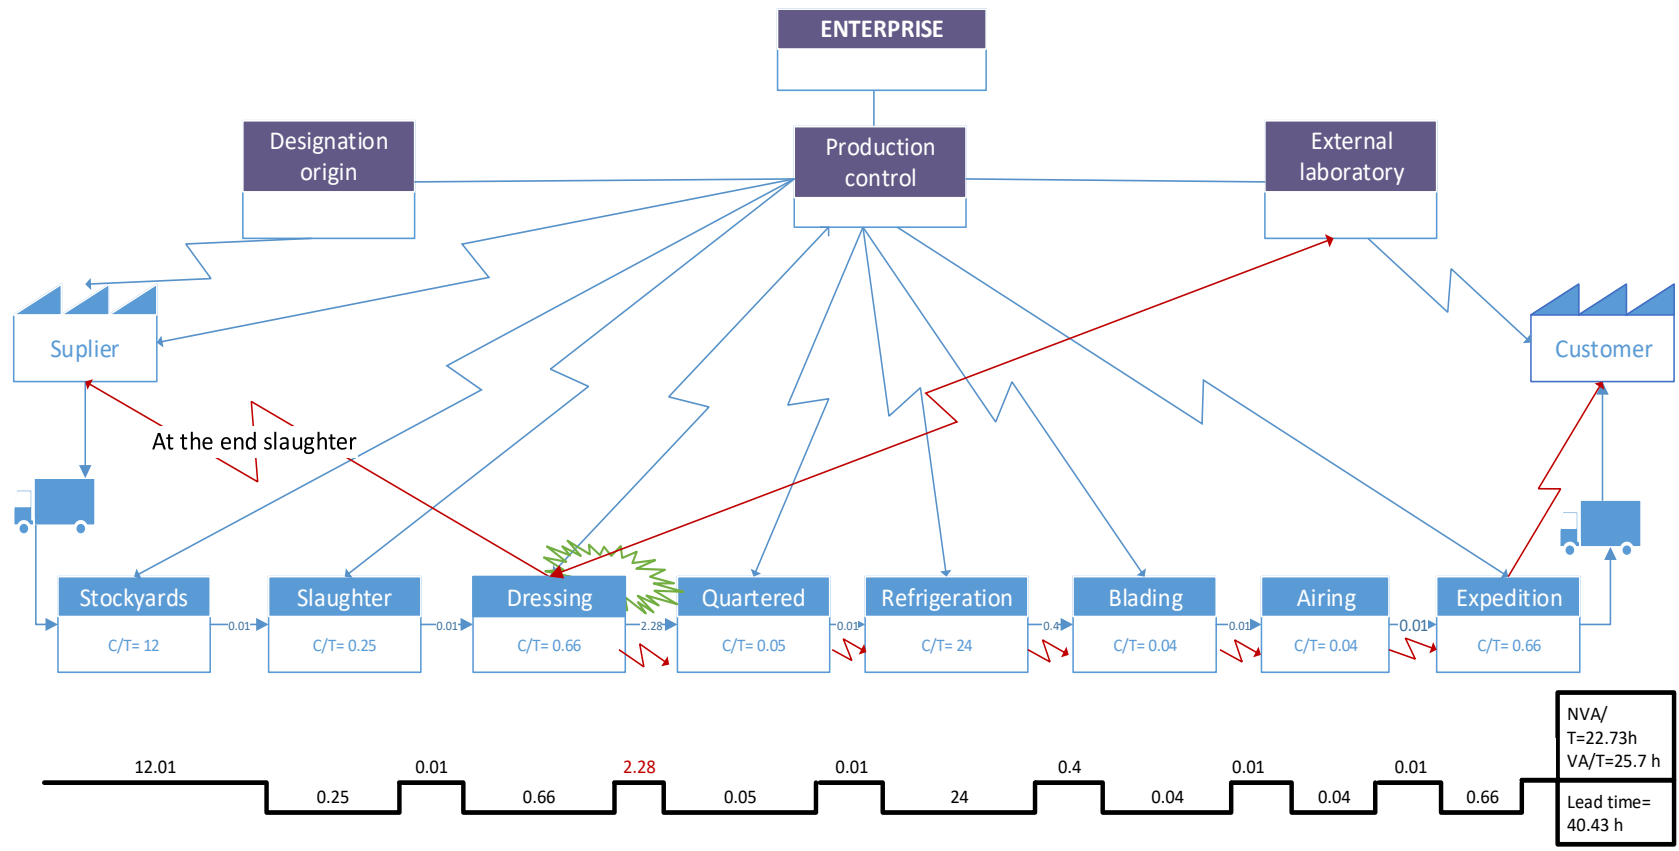 ENTERPRISE
Designation
origin
Production
control
External
laboratory
Suplier
Customer
At the end slaughter
Stockyards
C/T= 12
0.01
Slaughter
C/T= 0.25
0.01
Dressing
C/T= 0.66
2.28
Quartered
C/T= 0.05
0.01
Refrigeration
C/T= 24
0.4
Blading
C/T= 0.04
0.01
Airing
C/T= 0.04
0.01
Expedition
C/T= 0.66
12.01
0.25
0.01
0.66
2.28
0.05
0.01
24
0.4
0.04
0.01
0.04
0.01
0.66
NVA/
T=22.73h
VA/T=25.7 h
Lead time=
40.43 h